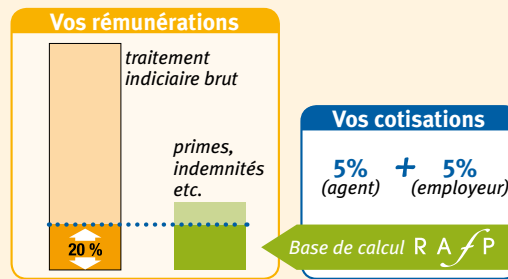 Vos rémunérations
traitement
indiciaire brut
primes,
indemnités
etc.
20 %
Vos cotisations
5% + 5%
(agent) (employeur)
Base de calcul RAfP